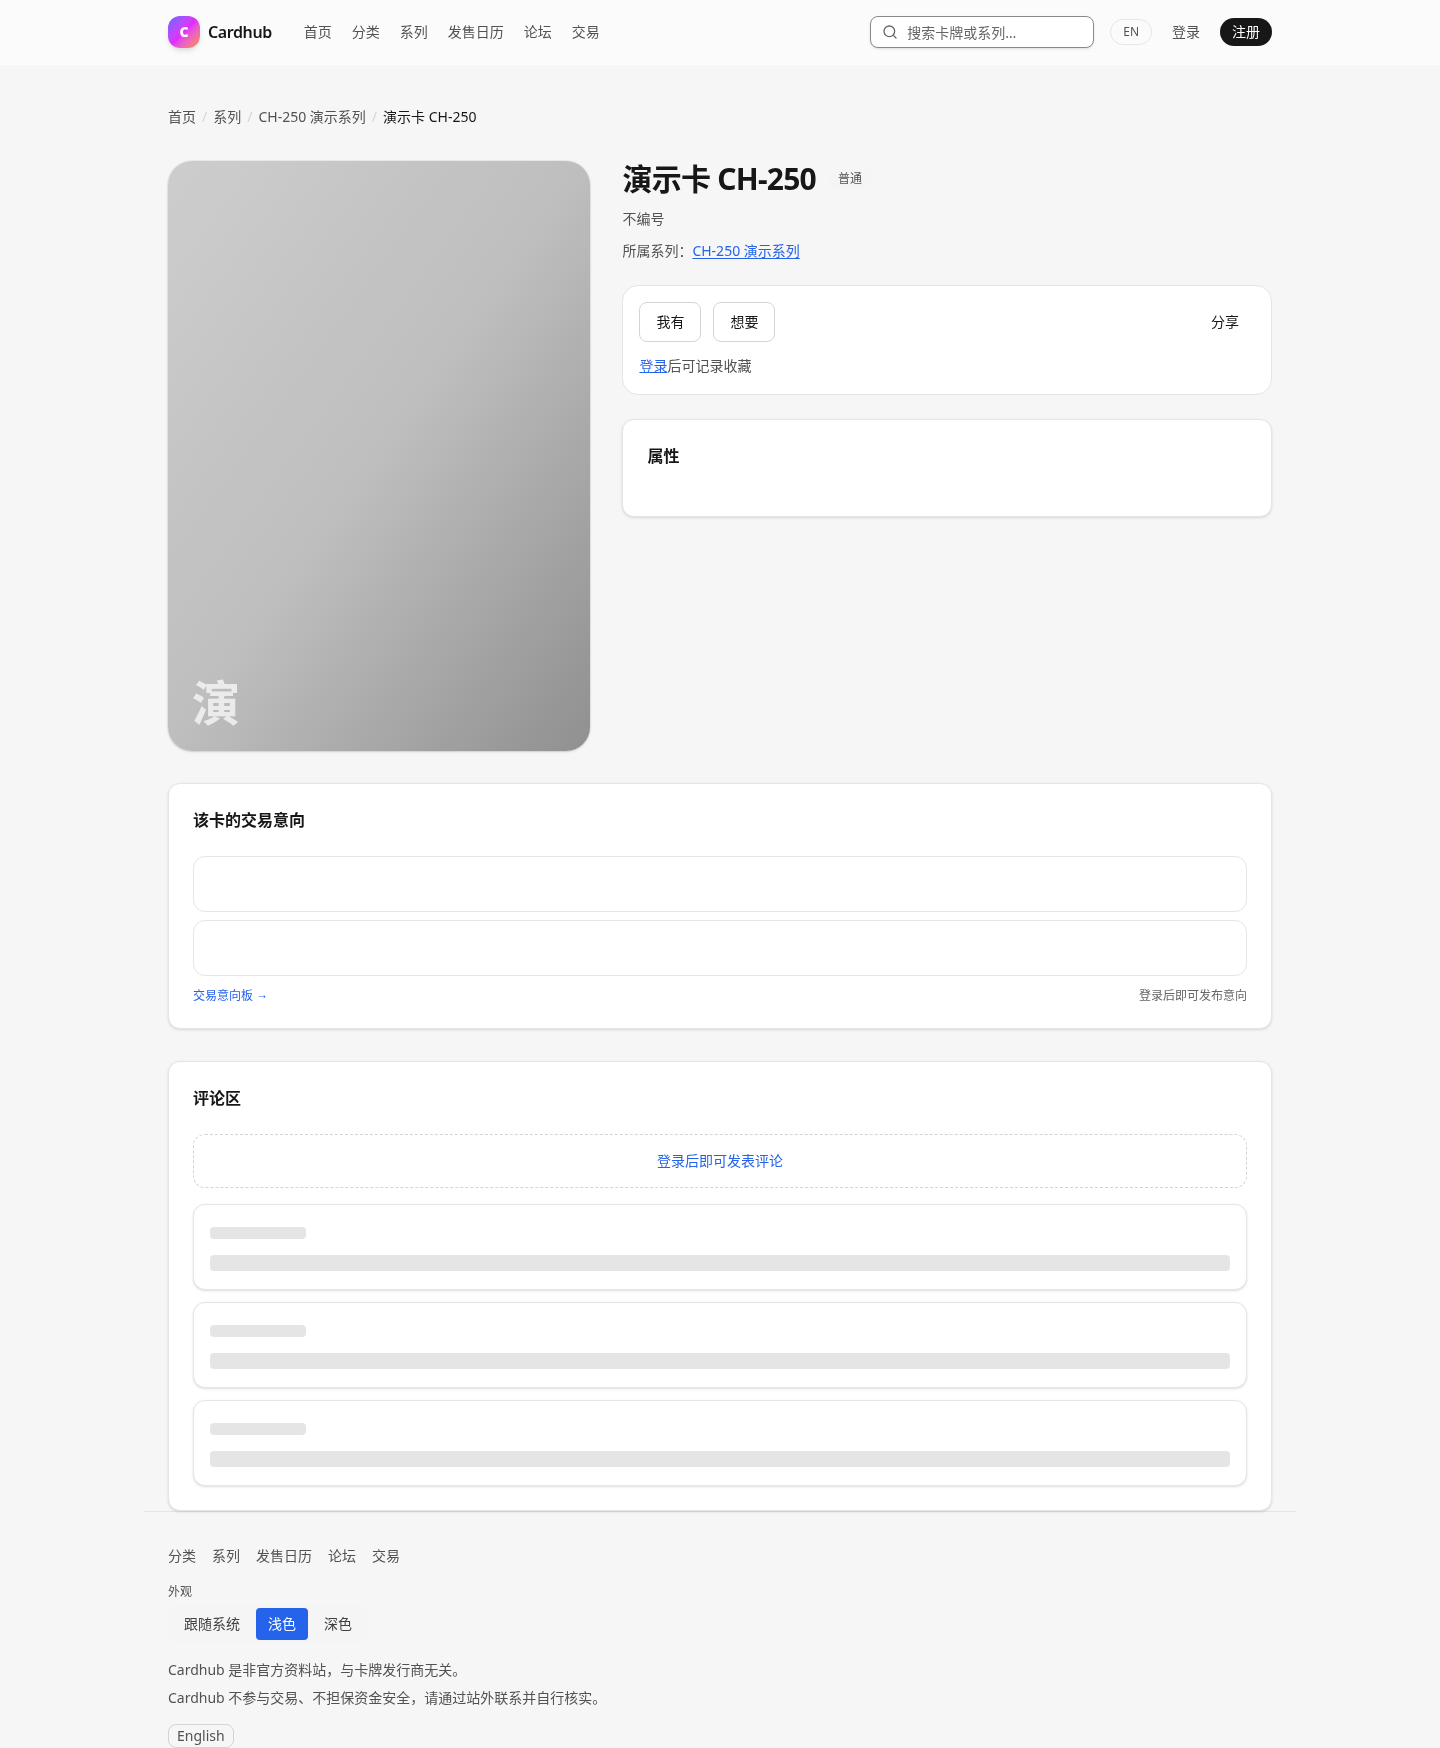 C Cardhub 首页 分类 系列 发售日历 论坛 交易 搜索卡牌或系列... EN 登录 注册
首页 / 系列 / CH-250 演示系列 / 演示卡 CH-250
演示卡 CH-250 普通
不编号
所属系列：CH-250 演示系列
我有 想要 分享
登录后可记录收藏
属性
演
该卡的交易意向
交易意向板 → 登录后即可发布意向
评论区
登录后即可发表评论
分类 系列 发售日历 论坛 交易
外观
跟随系统 浅色 深色
Cardhub 是非官方资料站，与卡牌发行商无关。
Cardhub 不参与交易、不担保资金安全，请通过站外联系并自行核实。
English